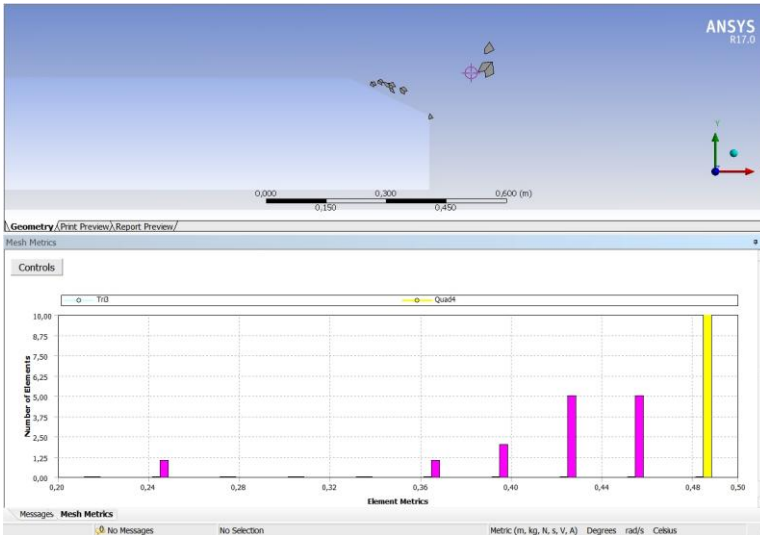 ANSYS
R17.0
Y
0,000 0,300 0,600 (m)
0,150 0,450
Geometry Print Preview Report Preview
Mesh Metrics
Controls
Tri3 Quad4
Number of Elements
10,00
8,75
7,50
6,25
5,00
3,75
2,50
1,25
0,00
0,20 0,24 0,28 0,32 0,36 0,40 0,44 0,48 0,50
Element Metrics
Messages Mesh Metrics
No Messages No Selection Metric (m, kg, N, s, V, A) Degrees rad/s Celsius